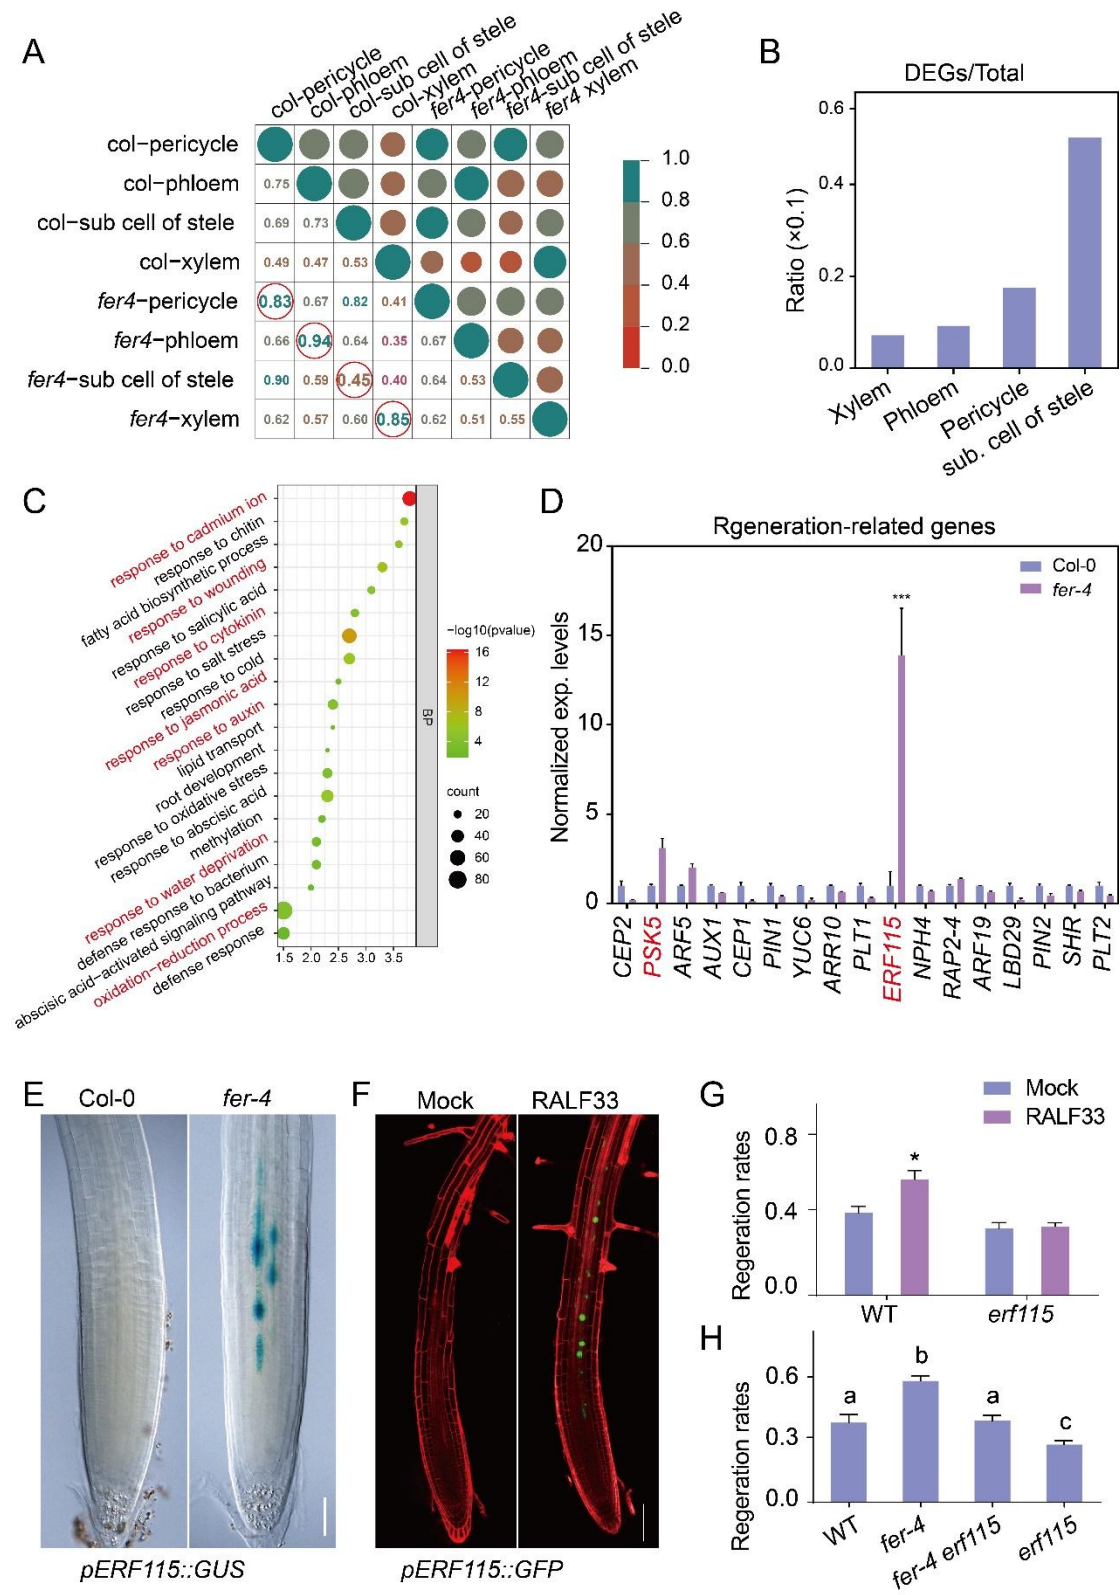 A
col-pericycle
col-phloem
col-sub cell of stele
col-xylem
fer4-pericycle
fer4-phloem
fer4-sub cell of stele
fer4 xylem
col-pericycle
col-phloem
0.75
col-sub cell of stele
0.69 0.73
col-xylem
0.49 0.47 0.53
fer4-pericycle
0.83 0.67 0.82 0.41
fer4-phloem
0.66 0.94 0.64 0.35 0.67
fer4-sub cell of stele
0.90 0.59 0.45 0.40 0.64 0.53
fer4-xylem
0.62 0.57 0.60 0.85 0.62 0.51 0.55
1.0
0.8
0.6
0.4
0.2
0.0
B
DEGs/Total
Ratio (×0.1)
0.6
0.4
0.2
0.0
Xylem
Phloem
Pericycle
sub. cell of stele
C
response to cadmium ion
response to chitin
fatty acid biosynthetic process
response to wounding
response to salicylic acid
response to cytokinin
response to salt stress
response to cold
response to jasmonic acid
response to auxin
lipid transport
root development
response to oxidative stress
response to abscisic acid
methylation
response to water deprivation
defense response to bacterium
abscisic acid-activated signaling pathway
oxidation-reduction process
defense response
1.5 2.0 2.5 3.0 3.5
BP
-log10(pvalue)
16
12
8
4
count
20
40
60
80
D
Rgeneration-related genes
Normalized exp. levels
20
15
10
5
0
Col-0
fer-4
***
CEP2
PSK5
ARF5
AUX1
CEP1
PIN1
YUC6
ARR10
PLT1
ERF115
NPH4
RAP2-4
ARF19
LBD29
PIN2
SHR
PLT2
E
Col-0 fer-4
pERF115::GUS
F
Mock RALF33
pERF115::GFP
G
Mock
RALF33
Regeration rates
0.8
0.4
0.0
*
WT erf115
H
Regeration rates
0.6
0.3
0.0
a b a c
WT
fer-4
fer-4 erf115
erf115